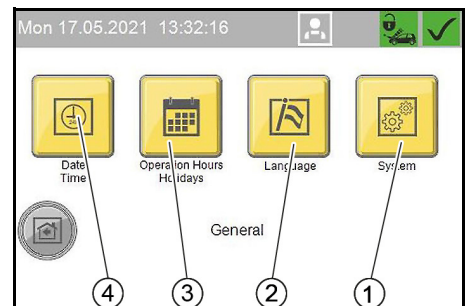 Mon 17.05.2021 13:32:16
24h
Date Time
Operation Hours Holidays
Language
System
General
4 3 2 1